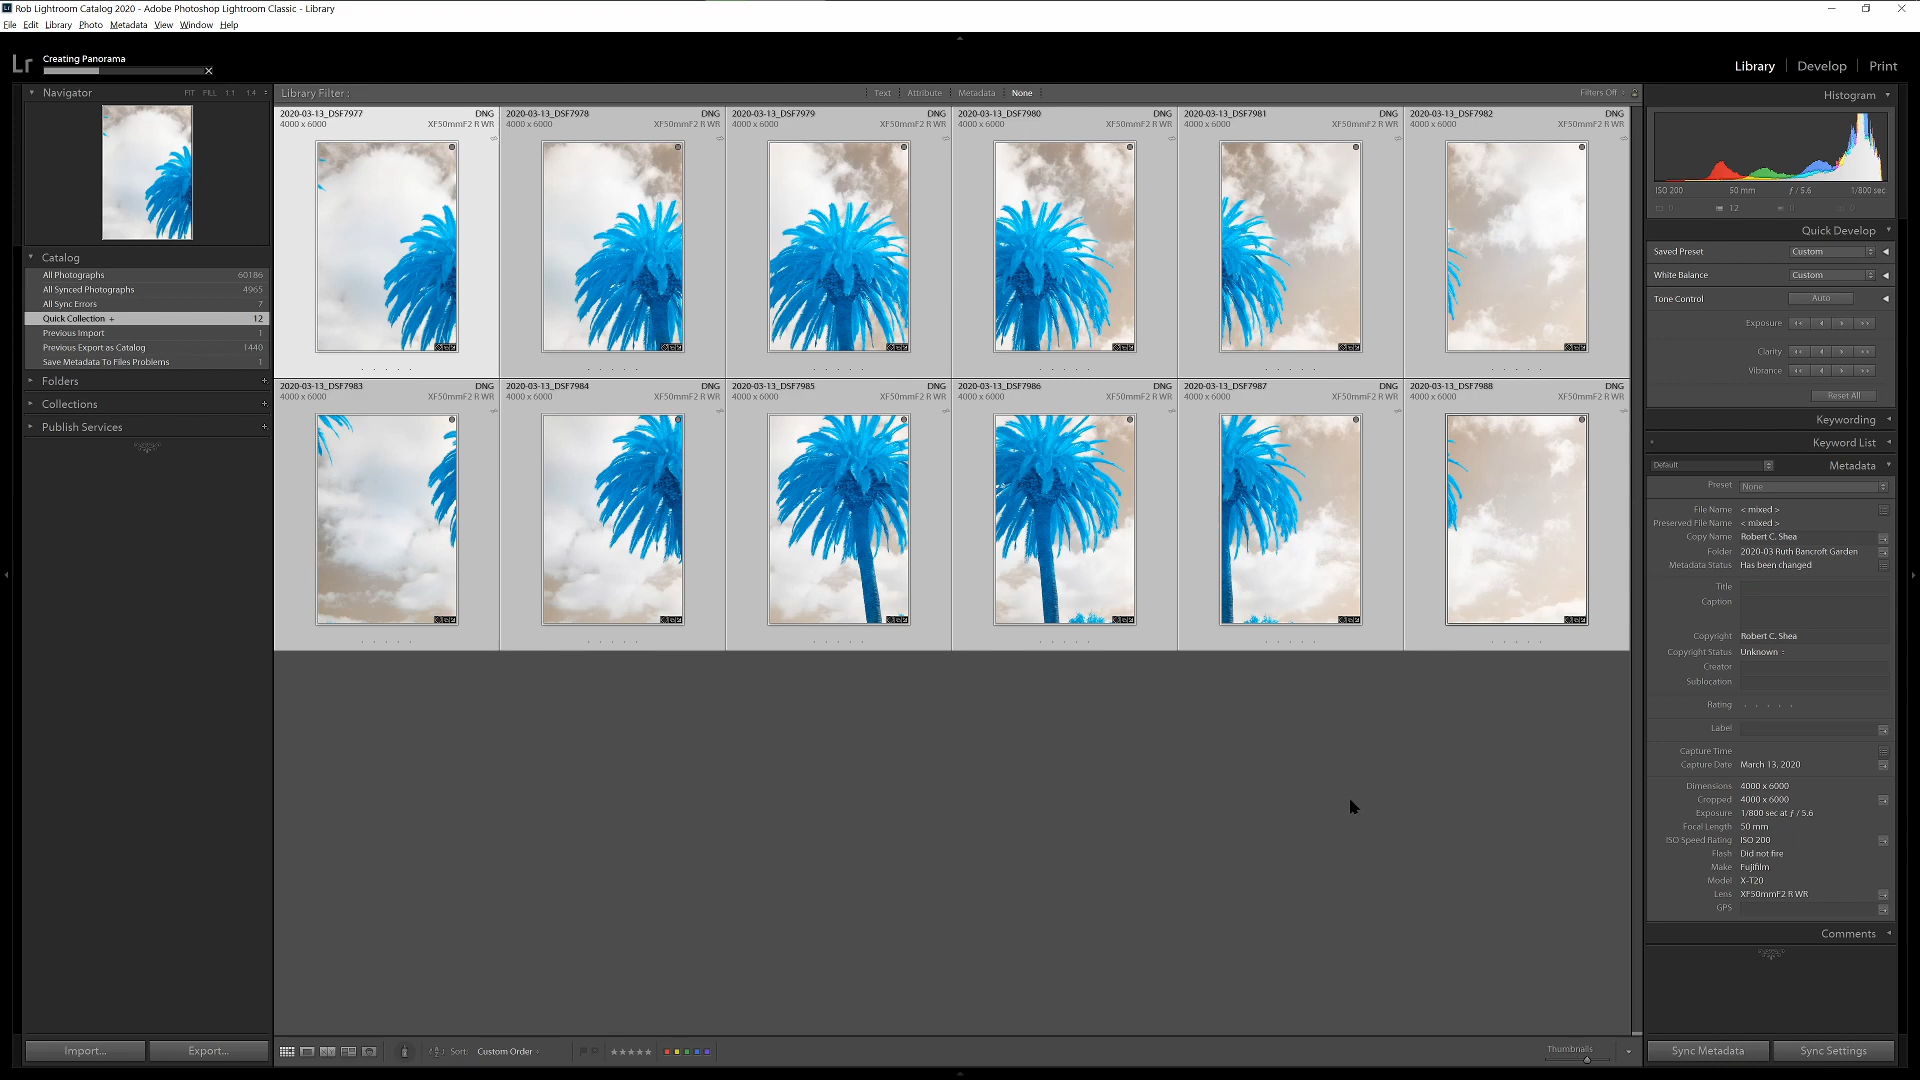 Rob Lightroom Catalog 2020 - Adobe Photoshop Lightroom Classic - Library
File Edit Library Photo Metadata View Window Help
Lr Creating Panorama
Library Develop Print
Navigator FIT FILL 1:1 1:4
Library Filter : Text Attribute Metadata None Filters Off
Histogram
2020-03-13_DSF7977 DNG
4000 x 6000 XF50mmF2 R WR
2020-03-13_DSF7978 DNG
4000 x 6000 XF50mmF2 R WR
2020-03-13_DSF7979 DNG
4000 x 6000 XF50mmF2 R WR
2020-03-13_DSF7980 DNG
4000 x 6000 XF50mmF2 R WR
2020-03-13_DSF7981 DNG
4000 x 6000 XF50mmF2 R WR
2020-03-13_DSF7982 DNG
4000 x 6000 XF50mmF2 R WR
2020-03-13_DSF7983 DNG
4000 x 6000 XF50mmF2 R WR
2020-03-13_DSF7984 DNG
4000 x 6000 XF50mmF2 R WR
2020-03-13_DSF7985 DNG
4000 x 6000 XF50mmF2 R WR
2020-03-13_DSF7986 DNG
4000 x 6000 XF50mmF2 R WR
2020-03-13_DSF7987 DNG
4000 x 6000 XF50mmF2 R WR
2020-03-13_DSF7988 DNG
4000 x 6000 XF50mmF2 R WR
Catalog
All Photographs 60186
All Synced Photographs 4965
All Sync Errors 7
Quick Collection + 12
Previous Import 1
Previous Export as Catalog 1440
Save Metadata To Files Problems 1
Folders +
Collections +
Publish Services +
ISO 200 50 mm f / 5.6 1/800 sec
0 12 0 0
Quick Develop
Saved Preset Custom
White Balance Custom
Tone Control Auto
Exposure
Clarity
Vibrance
Reset All
Keywording
Keyword List
Default Metadata
Preset None
File Name < mixed >
Preserved File Name < mixed >
Copy Name Robert C. Shea
Folder 2020-03 Ruth Bancroft Garden
Metadata Status Has been changed
Title
Caption
Copyright Robert C. Shea
Copyright Status Unknown
Creator
Sublocation
Rating
Label
Capture Time
Capture Date March 13, 2020
Dimensions 4000 x 6000
Cropped 4000 x 6000
Exposure 1/800 sec at f / 5.6
Focal Length 50 mm
ISO Speed Rating ISO 200
Flash Did not fire
Make Fujifilm
Model X-T20
Lens XF50mmF2 R WR
GPS
Comments
Import... Export... Sort: Custom Order Thumbnails Sync Metadata Sync Settings